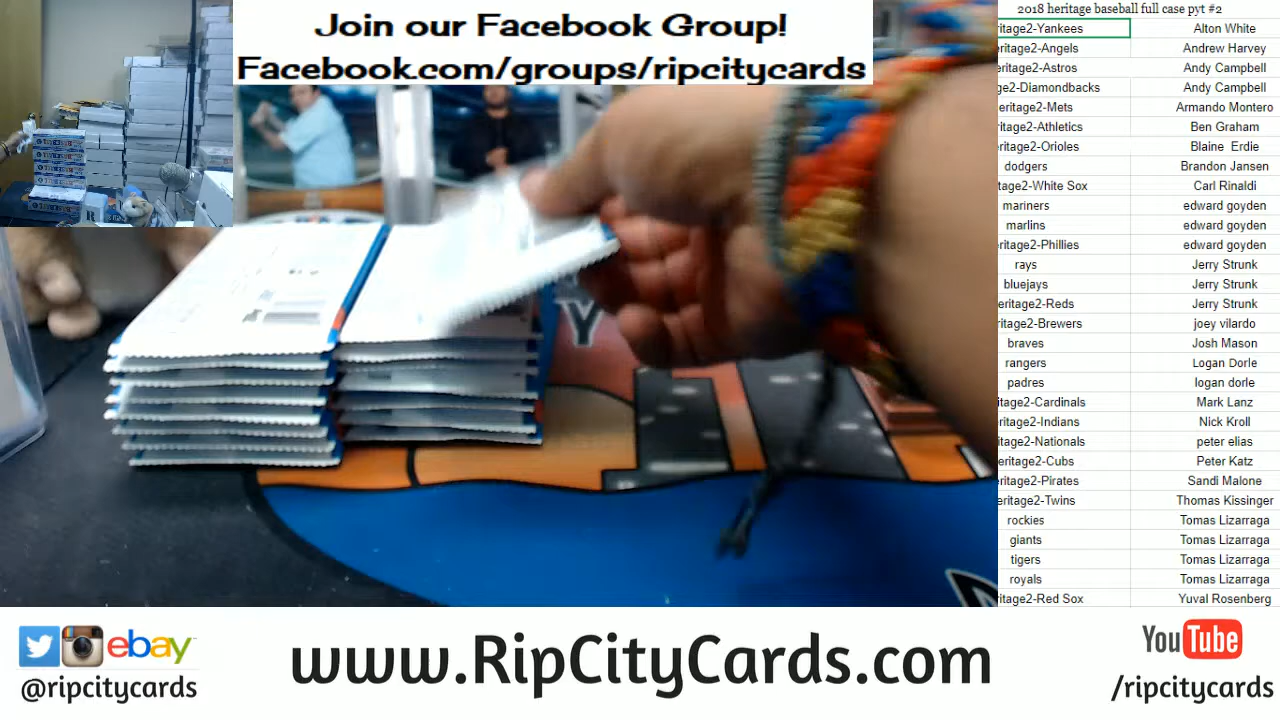 Join our Facebook Group!
Facebook.com/groups/ripcitycards
2018 heritage baseball full case pyt #2
ritage2-Yankees Alton White
eritage2-Angels Andrew Harvey
eritage2-Astros Andy Campbell
ge2-Diamondbacks Andy Campbell
eritage2-Mets Armando Montero
eritage2-Athletics Ben Graham
eritage2-Orioles Blaine Erdie
dodgers Brandon Jansen
itage2-White Sox Carl Rinaldi
mariners edward goyden
marlins edward goyden
eritage2-Phillies edward goyden
rays Jerry Strunk
bluejays Jerry Strunk
eritage2-Reds Jerry Strunk
eritage2-Brewers joey vilardo
braves Josh Mason
rangers Logan Dorle
padres logan dorle
itage2-Cardinals Mark Lanz
eritage2-Indians Nick Kroll
itage2-Nationals peter elias
eritage2-Cubs Peter Katz
eritage2-Pirates Sandi Malone
eritage2-Twins Thomas Kissinger
rockies Tomas Lizarraga
giants Tomas Lizarraga
tigers Tomas Lizarraga
royals Tomas Lizarraga
itage2-Red Sox Yuval Rosenberg
Y
ebay
@ripcitycards
www.RipCityCards.com
YouTube
/ripcitycards